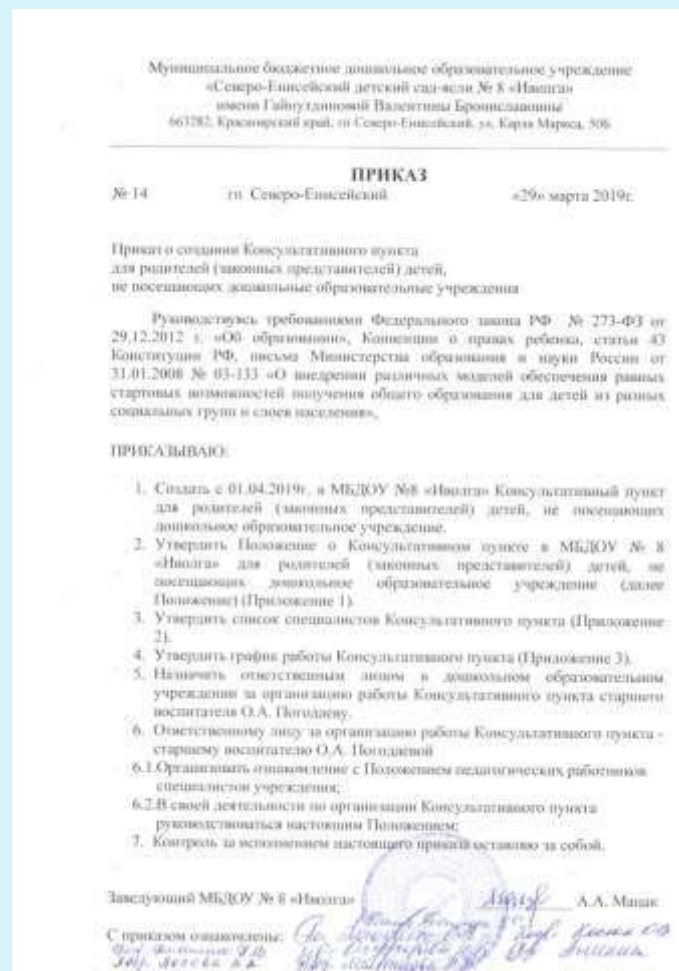 Муниципальное бюджетное дошкольное образовательное учреждение
«Северо-Енисейский детский сад-ясли № 8 «Иволга»
имени Гайнутдиновой Валентины Брониславовны
663282, Красноярский край, гп Северо-Енисейский, ул. Карла Маркса, 50Б
ПРИКАЗ
№ 14 гп Северо-Енисейский «29» марта 2019г.
Приказ о создании Консультативного пункта
для родителей (законных представителей) детей,
не посещающих дошкольные образовательные учреждения
Руководствуясь требованиями Федерального закона РФ № 273-ФЗ от
29.12.2012 г. «Об образовании», Конвенции о правах ребенка, статьи 43
Конституции РФ, письма Министерства образования и науки России от
31.01.2008 № 03-133 «О внедрении различных моделей обеспечения равных
стартовых возможностей получения общего образования для детей из разных
социальных групп и слоев населения»,
ПРИКАЗЫВАЮ:
1. Создать с 01.04.2019г. в МБДОУ №8 «Иволга» Консультативный пункт
для родителей (законных представителей) детей, не посещающих
дошкольное образовательное учреждение.
2. Утвердить Положение о Консультативном пункте в МБДОУ № 8
«Иволга» для родителей (законных представителей) детей, не
посещающих дошкольное образовательное учреждение (далее
Положение) (Приложение 1).
3. Утвердить список специалистов Консультативного пункта (Приложение
2).
4. Утвердить график работы Консультативного пункта (Приложение 3).
5. Назначить ответственным лицом в дошкольном образовательном
учреждении за организацию работы Консультативного пункта старшего
воспитателя О.А. Погодаеву.
6. Ответственному лицу за организацию работы Консультативного пункта -
старшему воспитателю О.А. Погодаевой
6.1.Организовать ознакомление с Положением педагогических работников
специалистов учреждения;
6.2.В своей деятельности по организации Консультативного пункта
руководствоваться настоящим Положением;
7. Контроль за исполнением настоящего приказа оставляю за собой.
Заведующий МБДОУ № 8 «Иволга» А.А. Мацак
С приказом ознакомлены: